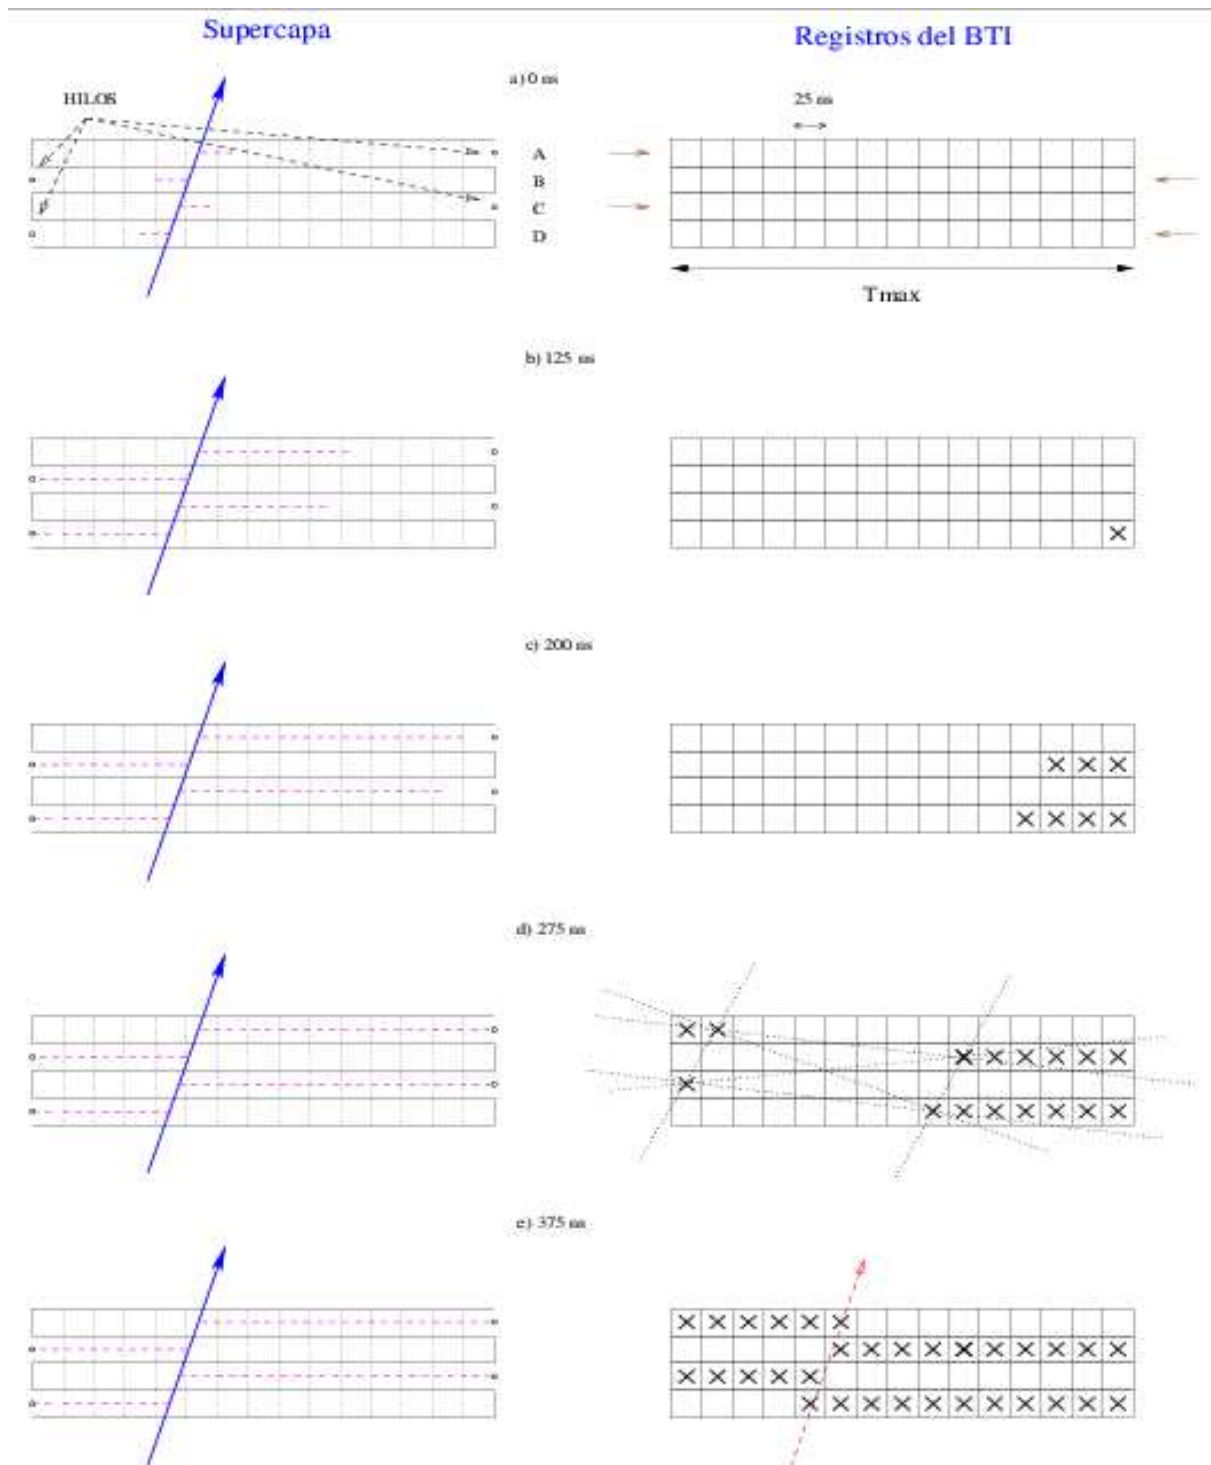 Supercapa
Registros del BTI
a) 0 ns
HILOS
25 ns
A
B
C
D
Tmax
b) 125 ns
c) 200 ns
d) 275 ns
e) 375 ns